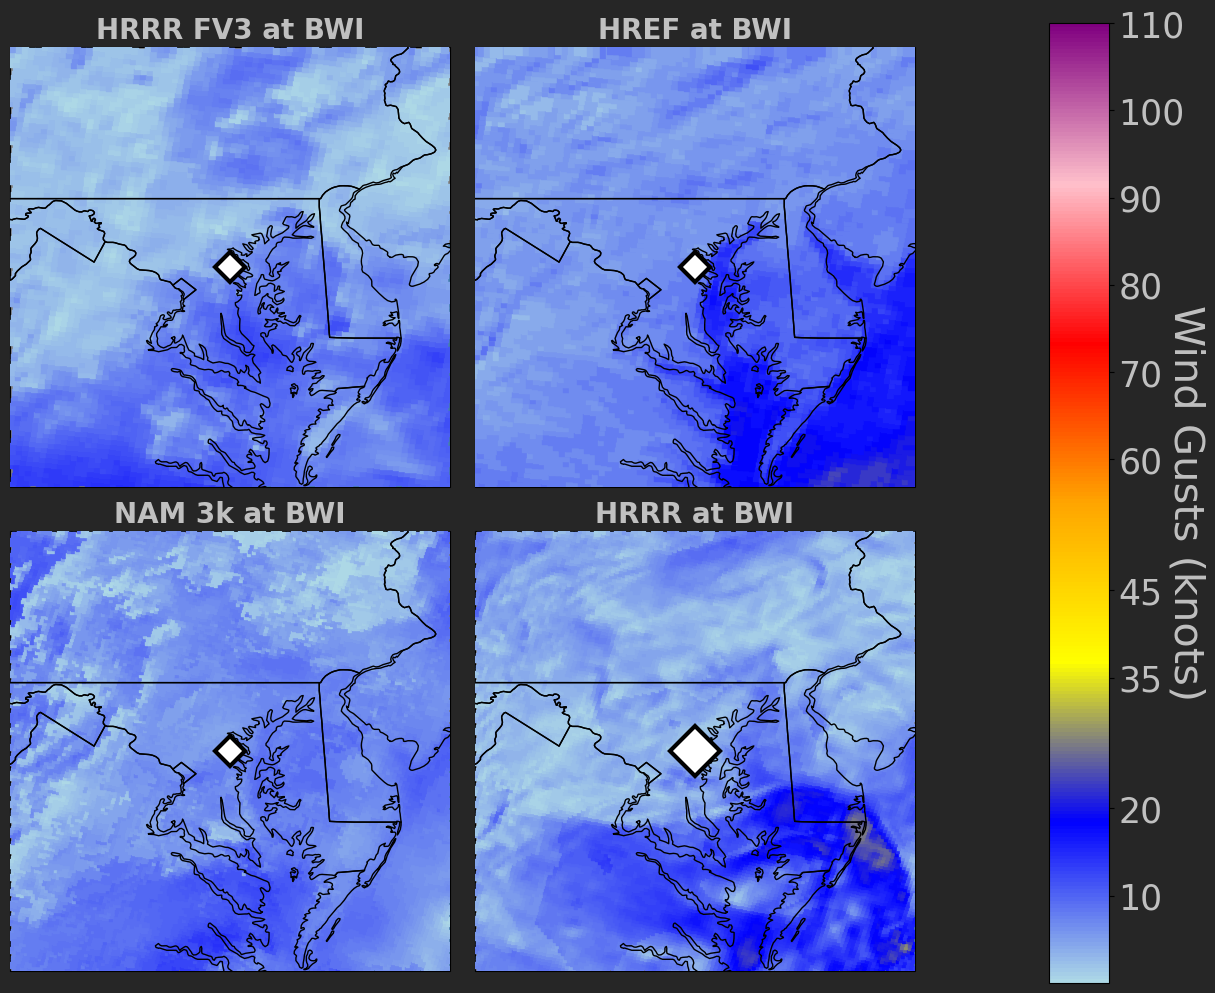 HRRR FV3 at BWI
HREF at BWI
NAM 3k at BWI
HRRR at BWI
110
100
90
80
70
60
45
35
20
10
Wind Gusts (knots)